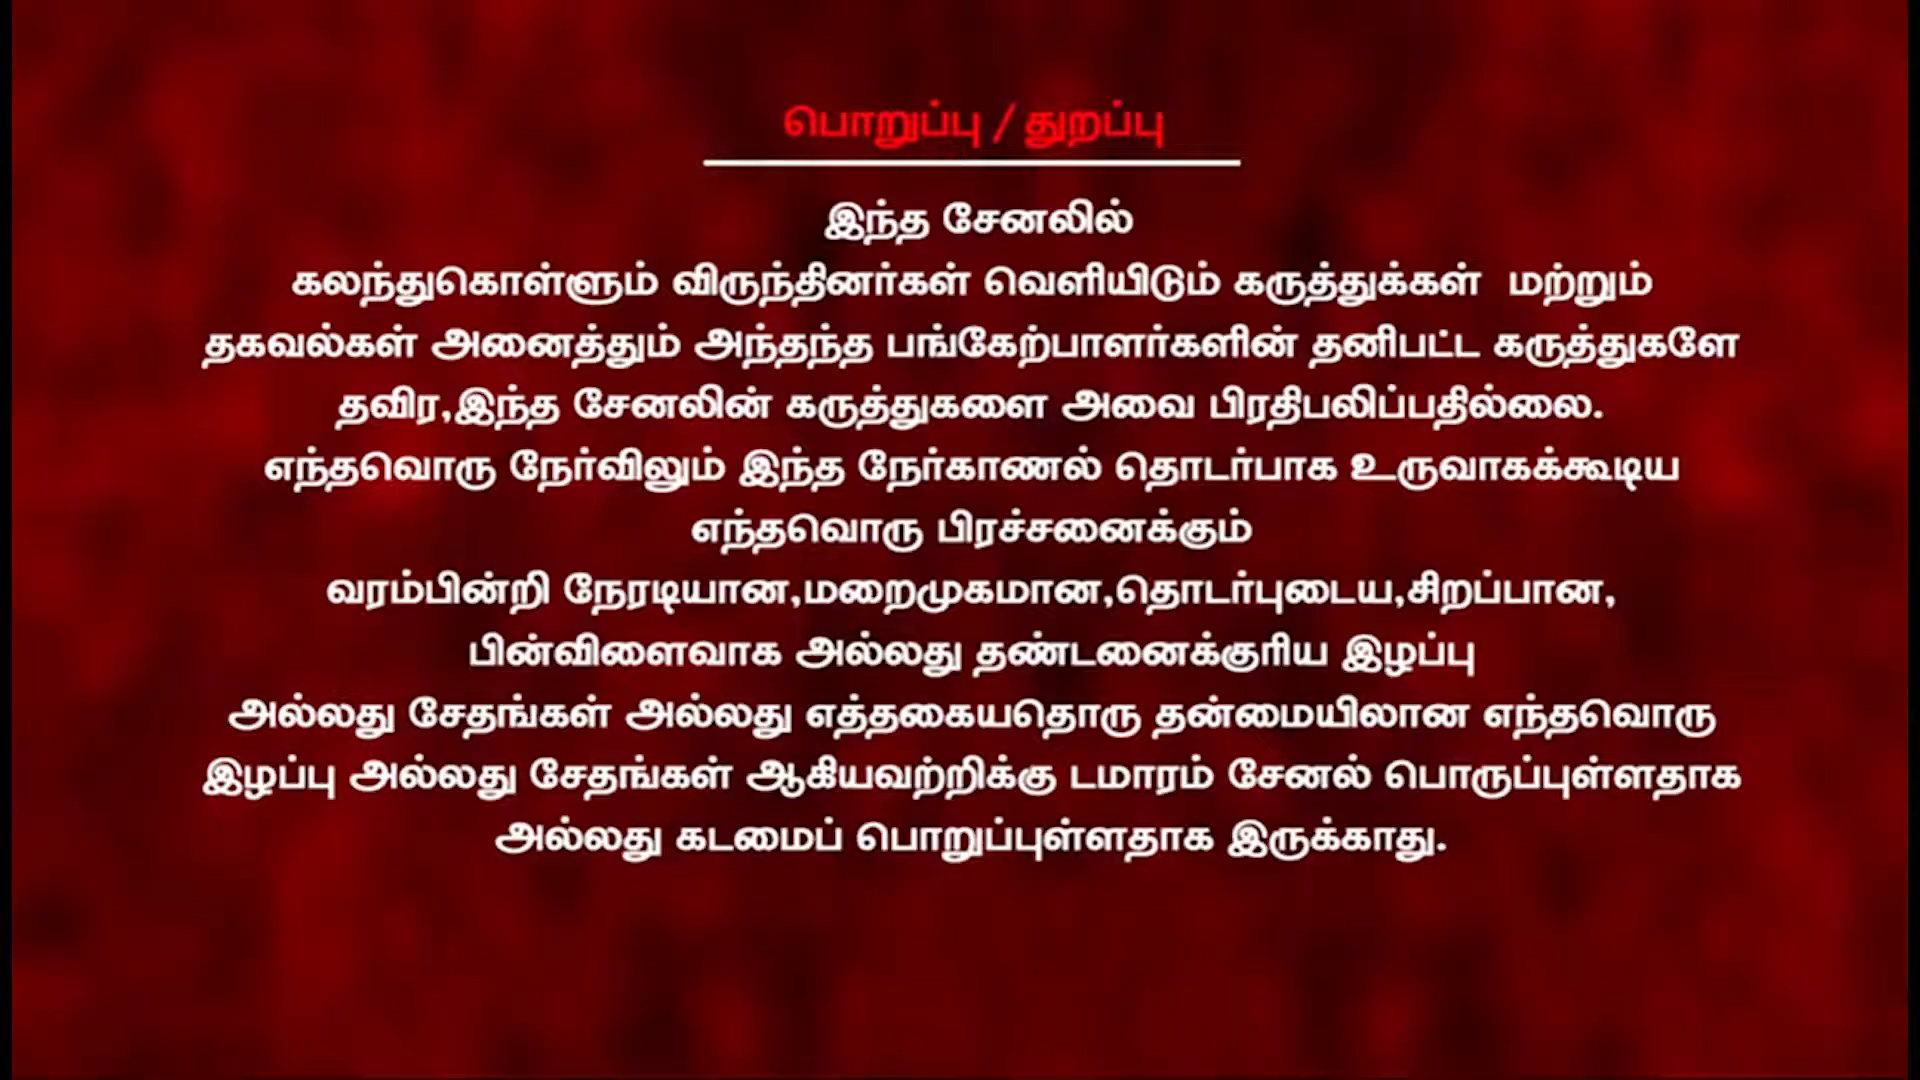 பொறுப்பு / துறப்பு
இந்த சேனலில்
கலந்துகொள்ளும் விருந்தினர்கள் வெளியிடும் கருத்துக்கள் மற்றும்
தகவல்கள் அனைத்தும் அந்தந்த பங்கேற்பாளர்களின் தனிபட்ட கருத்துகளே
தவிர,இந்த சேனலின் கருத்துகளை அவை பிரதிபலிப்பதில்லை.
எந்தவொரு நேர்விலும் இந்த நேர்காணல் தொடர்பாக உருவாகக்கூடிய
எந்தவொரு பிரச்சனைக்கும்
வரம்பின்றி நேரடியான,மறைமுகமான,தொடர்புடைய,சிறப்பான,
பின்விளைவாக அல்லது தண்டனைக்குரிய இழப்பு
அல்லது சேதங்கள் அல்லது எத்தகையதொரு தன்மையிலான எந்தவொரு
இழப்பு அல்லது சேதங்கள் ஆகியவற்றிக்கு டமாரம் சேனல் பொருப்புள்ளதாக
அல்லது கடமைப் பொறுப்புள்ளதாக இருக்காது.